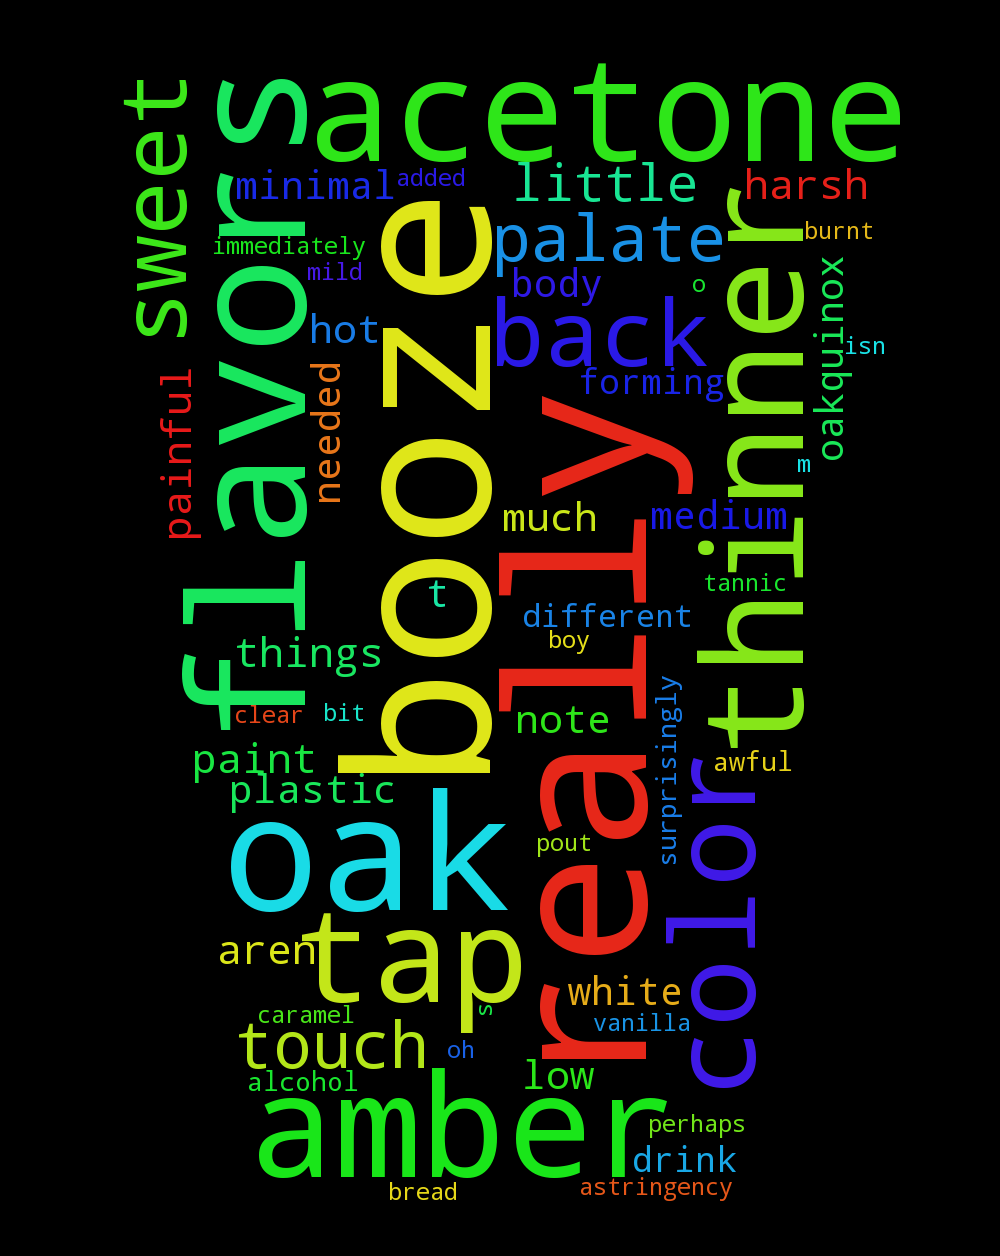 acetone
sweet
flavors
minimal
added
little
harsh
immediately
mild
palate
burnt
body
o
booze
hot
back
isn
oakquinox
forming
painful
needed
thinner
m
really
much
medium
tannic
t
different
boy
things
clear
bit
note
surprisingly
paint
awful
plastic
pout
oak
color
tap
aren
white
s
caramel
vanilla
touch
oh
alcohol
low
amber
perhaps
drink
bread
astringency